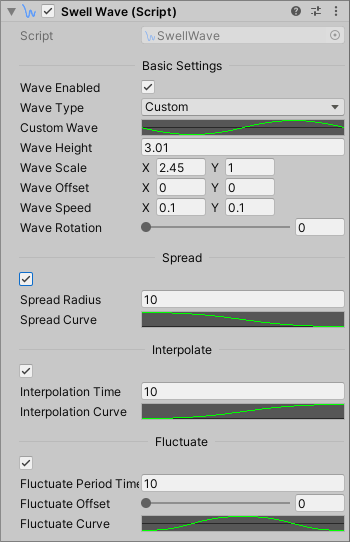 Swell Wave (Script)
Script SwellWave
Basic Settings
Wave Enabled
Wave Type Custom
Custom Wave
Wave Height 3.01
Wave Scale X 2.45 Y 1
Wave Offset X 0 Y 0
Wave Speed X 0.1 Y 0.1
Wave Rotation 0
Spread
Spread Radius 10
Spread Curve
Interpolate
Interpolation Time 10
Interpolation Curve
Fluctuate
Fluctuate Period Time 10
Fluctuate Offset 0
Fluctuate Curve